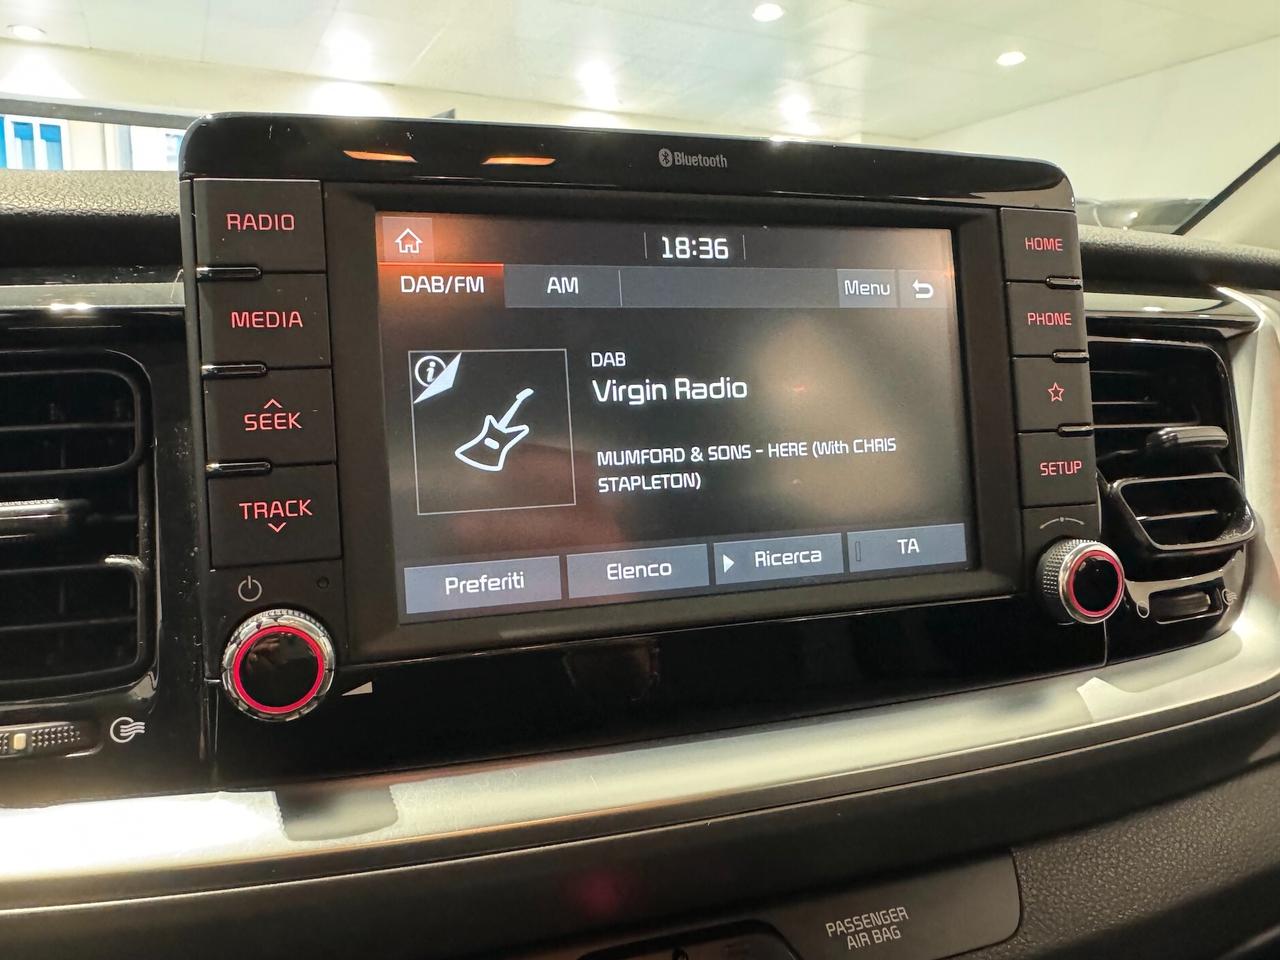 Bluetooth
RADIO
MEDIA
SEEK
TRACK
18:36
DAB/FM
AM
Menu
DAB
Virgin Radio
MUMFORD & SONS - HERE (With CHRIS
STAPLETON)
Preferiti
Elenco
Ricerca
TA
HOME
PHONE
SETUP
PASSENGER
AIR BAG